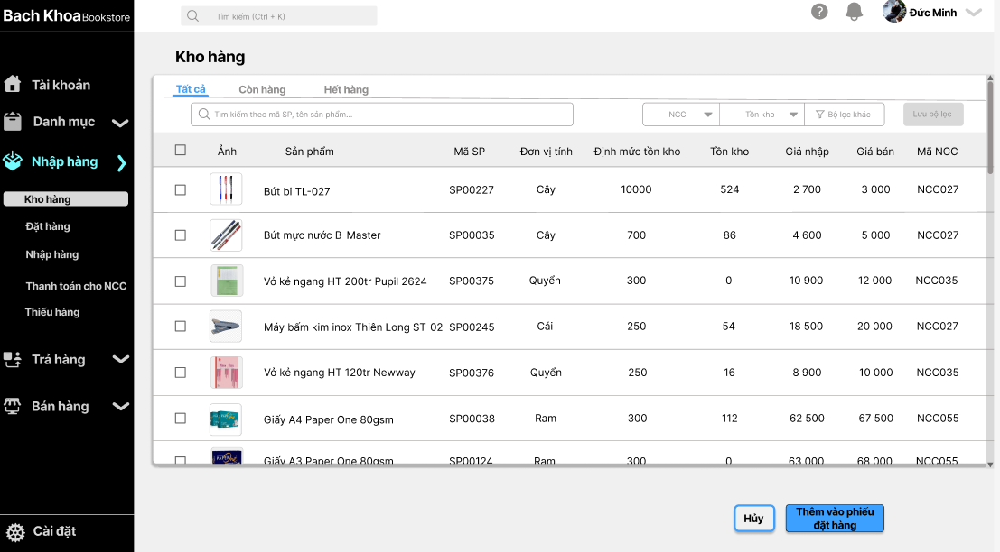 Bach Khoa Bookstore
Tìm kiếm (Ctrl + K)
?
Đức Minh
Tài khoản
Danh mục
Nhập hàng
Kho hàng
Đặt hàng
Nhập hàng
Thanh toán cho NCC
Thiếu hàng
Trả hàng
Bán hàng
Cài đặt
Kho hàng
Tất cả Còn hàng Hết hàng
Tìm kiếm theo mã SP, tên sản phẩm... NCC Tồn kho Bộ lọc khác Lưu bộ lọc
Ảnh Sản phẩm Mã SP Đơn vị tính Định mức tồn kho Tồn kho Giá nhập Giá bán Mã NCC
Bút bi TL-027 SP00227 Cây 10000 524 2 700 3 000 NCC027
Bút mực nước B-Master SP00035 Cây 700 86 4 600 5 000 NCC027
Vở kẻ ngang HT 200tr Pupil 2624 SP00375 Quyển 300 0 10 900 12 000 NCC035
Máy bấm kim inox Thiên Long ST-02 SP00245 Cái 250 54 18 500 20 000 NCC027
Vở kẻ ngang HT 120tr Newway SP00376 Quyển 250 16 8 900 10 000 NCC035
Giấy A4 Paper One 80gsm SP00038 Ram 300 112 62 500 67 500 NCC055
Giấy A3 Paper One 80gsm SP00124 Ram 300 0 63 000 68 000 NCC055
Hủy
Thêm vào phiếu
đặt hàng